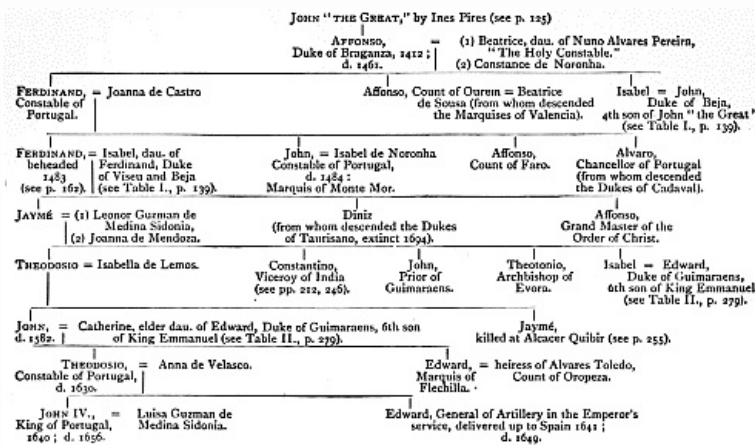 JOHN "THE GREAT," by Ines Pires (see p. 125)
AFFONSO, = (1) Beatrice, dau. of Nuno Alvares Pereira,
Duke of Braganza, 1412 ; "The Holy Constable."
d. 1461. (2) Constance de Noronha.
FERDINAND, = Joanna de Castro Affonso, Count of Ourem = Beatrice Isabel = John,
Constable of de Sousa (from whom descended Duke of Beja,
Portugal. the Marquises of Valencia). 4th son of John "the Great"
(see Table I., p. 139).
FERDINAND, = Isabel, dau. of John, = Isabel de Noronha Affonso, Alvaro,
beheaded Ferdinand, Duke Constable of Portugal, Count of Faro. Chancellor of Portugal
1483 of Viseu and Beja d. 1484 : (from whom descended
(see p. 162). (see Table I., p. 139). Marquis of Monte Mor. the Dukes of Cadaval).
JAYMÉ = (1) Leonor Guzman de Diniz Affonso,
Medina Sidonia, (from whom descended the Dukes Grand Master of the
(2) Joanna de Mendoza. of Taurisano, extinct 1694). Order of Christ.
THEODOSIO = Isabella de Lemos. Constantino, John, Theotonio, Isabel = Edward,
Viceroy of India Prior of Archbishop of Duke of Guimaraens,
(see pp. 212, 246). Guimaraens. Evora. 6th son of King Emmanuel
(see Table II., p. 279).
JOHN, = Catherine, elder dau. of Edward, Duke of Guimaraens, 6th son Jaymé,
d. 1582. of King Emmanuel (see Table II., p. 279). killed at Alcacer Quibir (see p. 255).
THEODOSIO, = Anna de Velasco. Edward, = heiress of Alvares Toledo,
Constable of Portugal, Marquis of Count of Oropeza.
d. 1630. Flechilla.
JOHN IV., = Luisa Guzman de Edward, General of Artillery in the Emperor's
King of Portugal, Medina Sidonia. service, delivered up to Spain 1641 ;
1640 ; d. 1656. d. 1649.